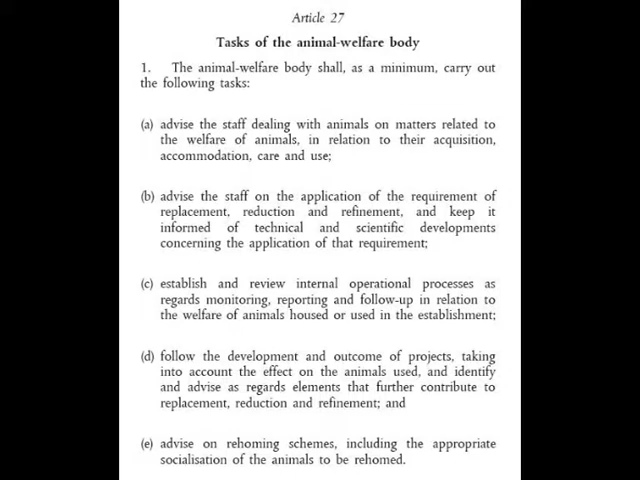 Article 27
Tasks of the animal-welfare body
1. The animal-welfare body shall, as a minimum, carry out
the following tasks:
(a) advise the staff dealing with animals on matters related to
the welfare of animals, in relation to their acquisition,
accommodation, care and use;
(b) advise the staff on the application of the requirement of
replacement, reduction and refinement, and keep it
informed of technical and scientific developments
concerning the application of that requirement;
(c) establish and review internal operational processes as
regards monitoring, reporting and follow-up in relation to
the welfare of animals housed or used in the establishment;
(d) follow the development and outcome of projects, taking
into account the effect on the animals used, and identify
and advise as regards elements that further contribute to
replacement, reduction and refinement; and
(e) advise on rehoming schemes, including the appropriate
socialisation of the animals to be rehomed.